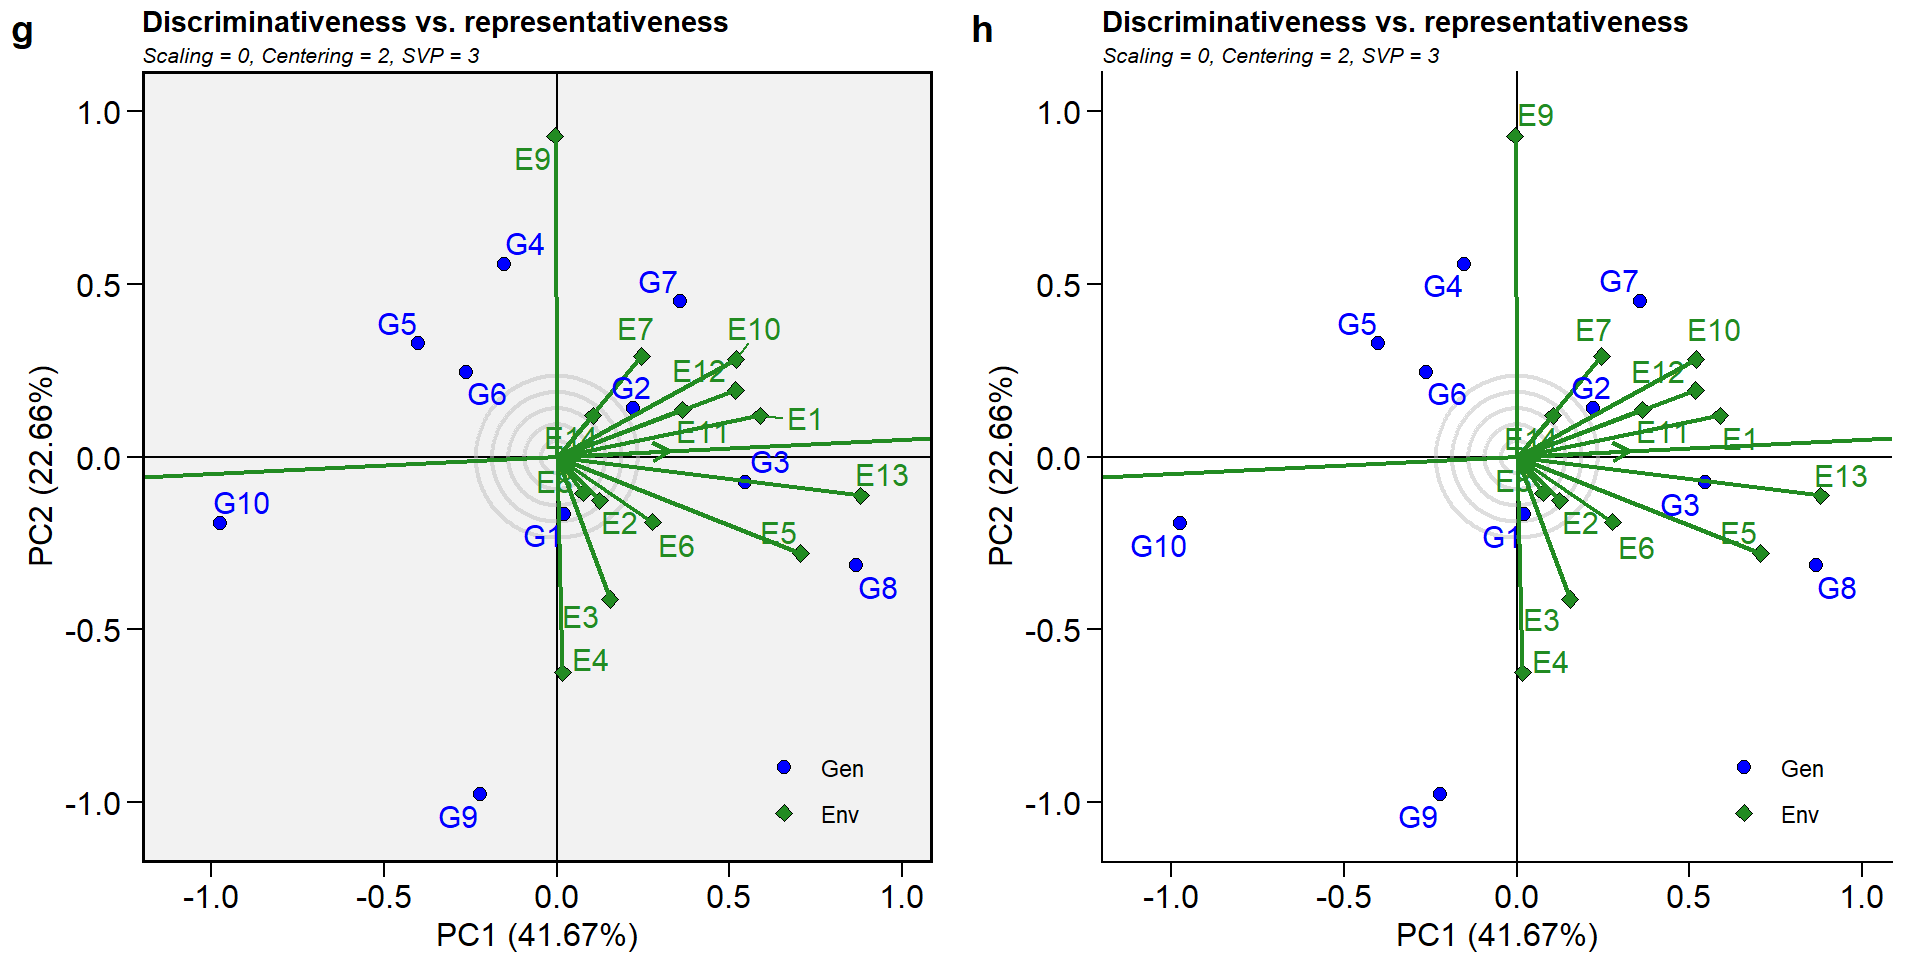 g
Discriminativeness vs. representativeness
Scaling = 0, Centering = 2, SVP = 3
PC2 (22.66%)
1.0
0.5
0.0
-0.5
-1.0
E9
G4
G7
G5
E7
E10
E12
G6
G2
E1
E14
E11
G3
E13
G10
E2
G1
E6
E5
G8
E3
E4
G9
Gen
Env
-1.0
-0.5
0.0
0.5
1.0
PC1 (41.67%)
h
Discriminativeness vs. representativeness
Scaling = 0, Centering = 2, SVP = 3
PC2 (22.66%)
1.0
0.5
0.0
-0.5
-1.0
E9
G4
G7
G5
E7
E10
E12
G6
G2
E14
E11
E1
E13
G3
G10
E2
G1
E6
E5
G8
E3
E4
G9
Gen
Env
-1.0
-0.5
0.0
0.5
1.0
PC1 (41.67%)